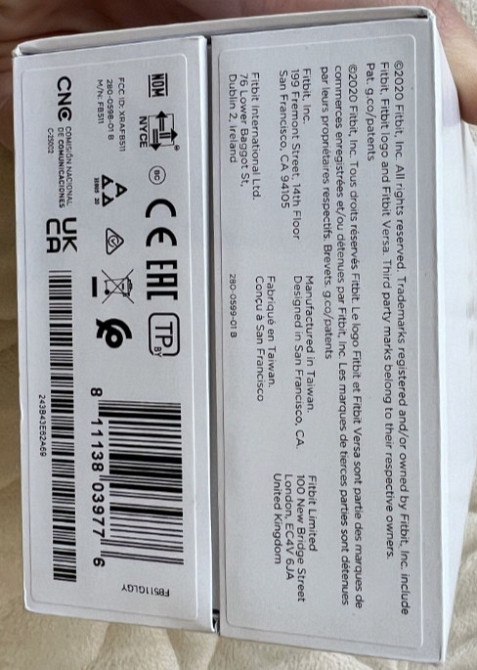 ©2020 Fitbit, Inc. All rights reserved. Trademarks registered and/or owned by Fitbit, Inc. include
Fitbit, Fitbit logo and Fitbit Versa. Third party marks belong to their respective owners.
Pat. g.co/patents
©2020 Fitbit, Inc. Tous droits réservés Fitbit. Le logo Fitbit et Fitbit Versa sont partie des marques de
commerces enregistrées et/ou détenues par Fitbit, Inc. Les marques de tierces parties sont détenues
par leurs propriétaires respectifs. Brevets. g.co/patents
Fitbit, Inc.
199 Fremont Street, 14th Floor
San Francisco, CA 94105
Fitbit International Ltd.
76 Lower Baggot St,
Dublin 2, Ireland
Manufactured in Taiwan.
Designed in San Francisco, CA.
Fabriqué en Taiwan.
Conçu à San Francisco
280-0599-01 B
Fitbit Limited
100 New Bridge Street
London, EC4V 6JA
United Kingdom
NOM
NYCE
BC
CE
EAC
TP
BY
8 11138 03977 6
FB511GLGY
FCC ID: XRAFB511
280-0598-01 B
M/N: FB511
CNC COMISIÓN NACIONAL
DE COMUNICACIONES
C-25002
UK
CA
243B43E62A69